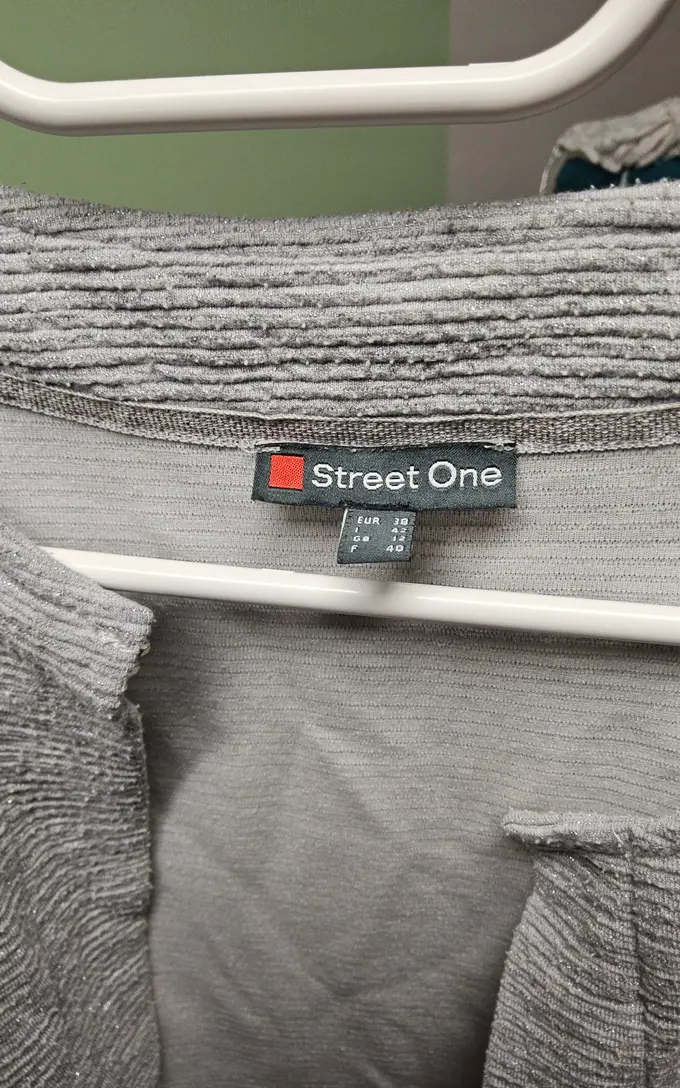 Street One
EUR 38
I 42
GB 12
F 40